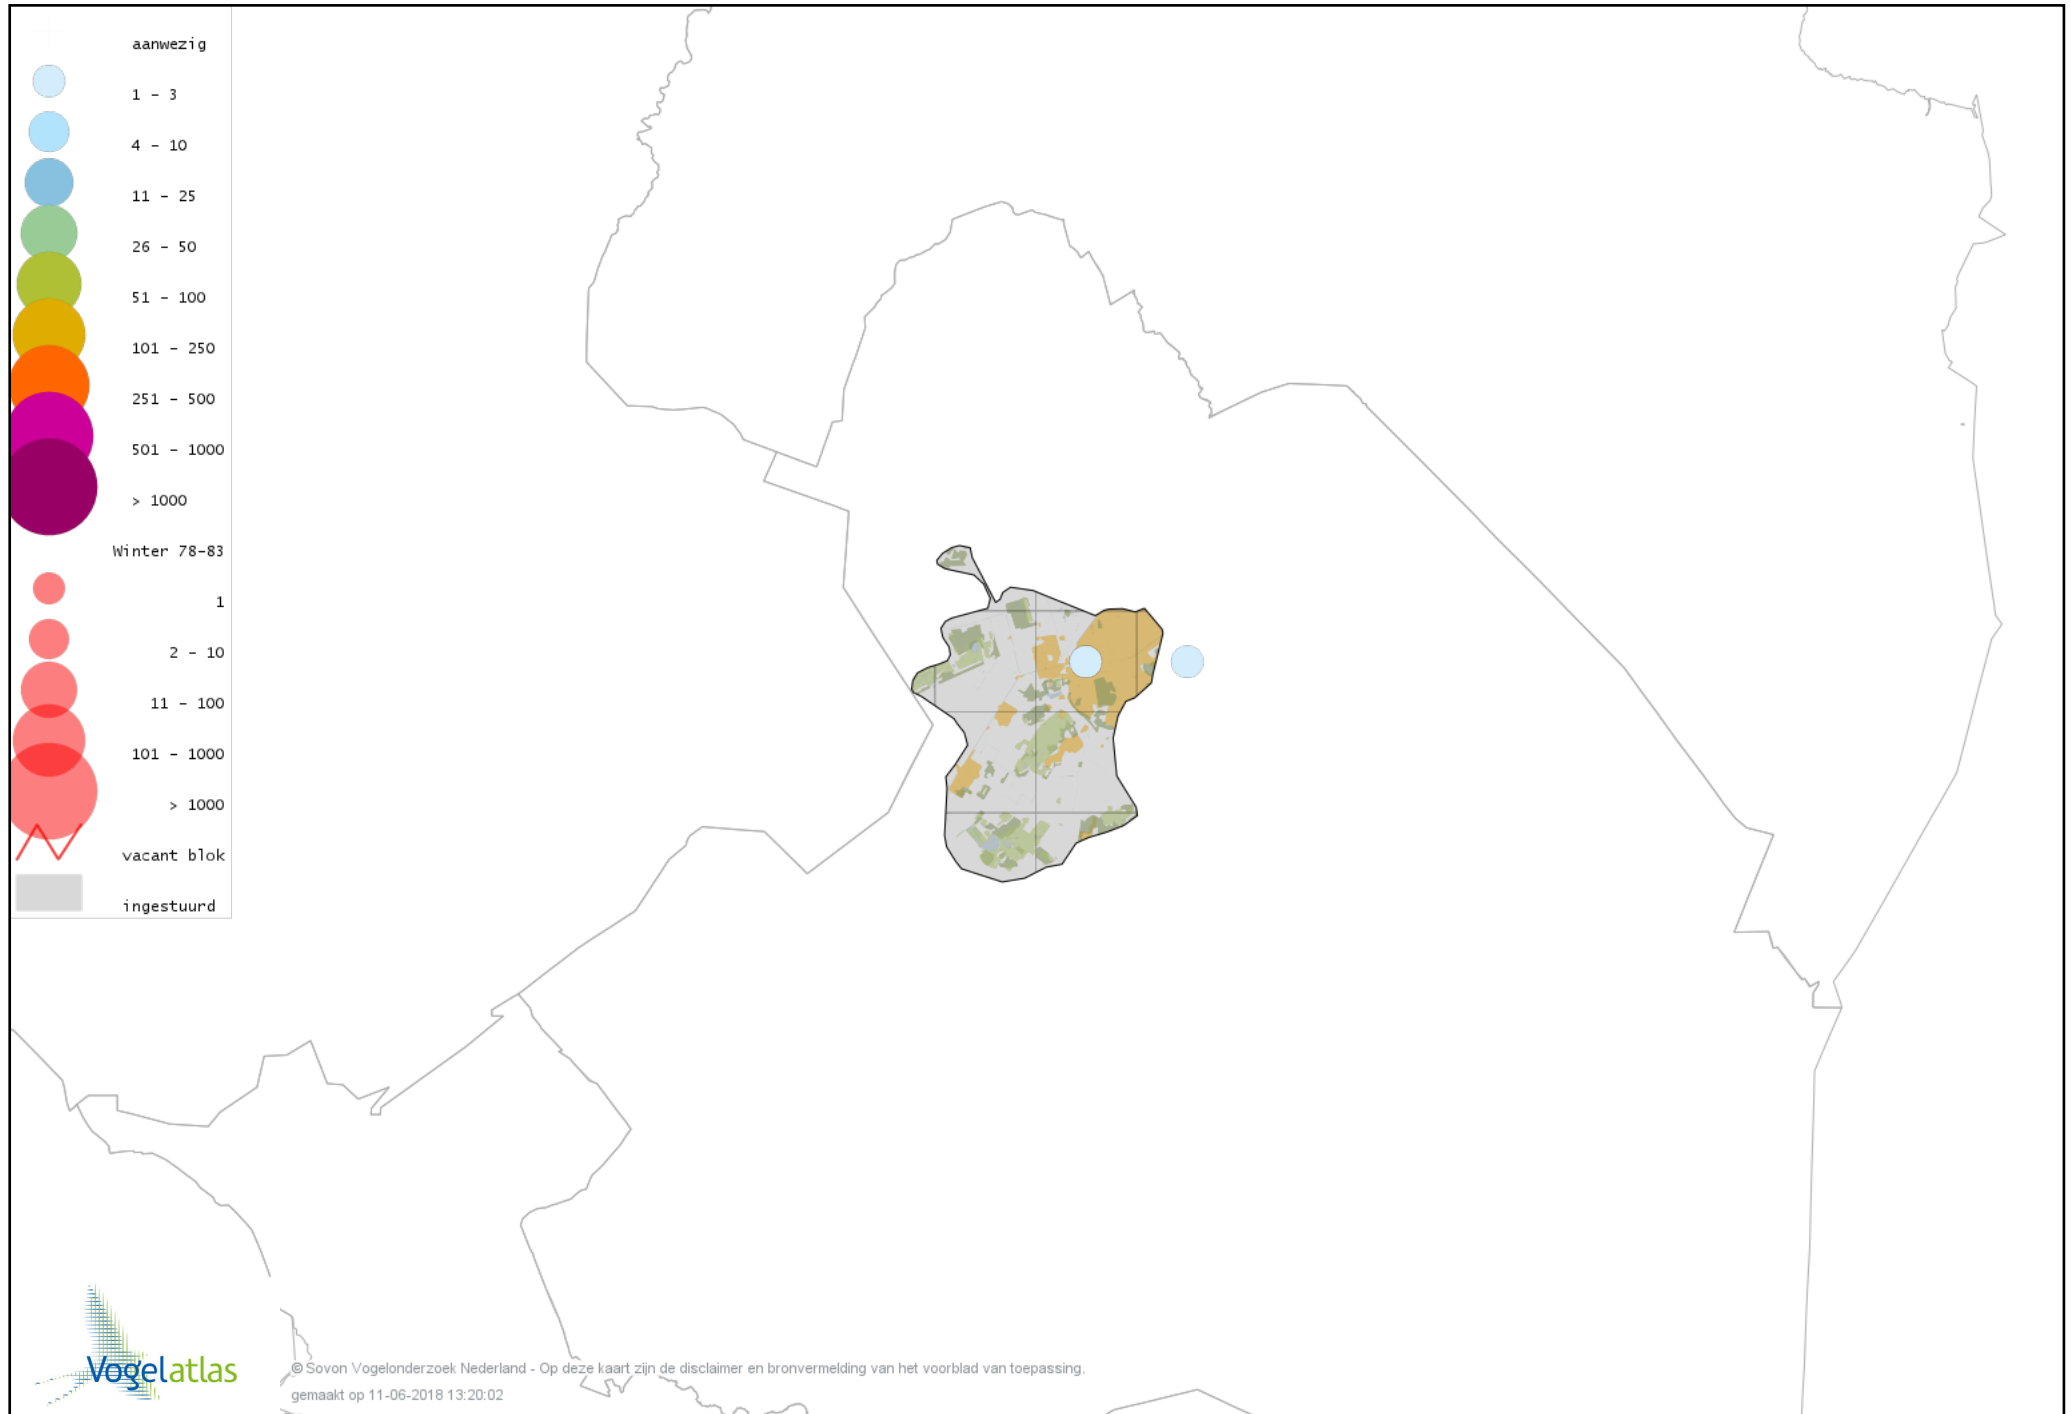 aanwezig
1 – 3
4 – 10
11 – 25
26 – 50
51 – 100
101 – 250
251 – 500
501 – 1000
> 1000
Winter 78–83
1
2 – 10
11 – 100
101 – 1000
> 1000
vacant blok
ingestuurd
Vogelatlas
© Sovon Vogelonderzoek Nederland - Op deze kaart zijn de disclaimer en bronvermelding van het voorblad van toepassing.
gemaakt op 11-06-2018 13:20:02